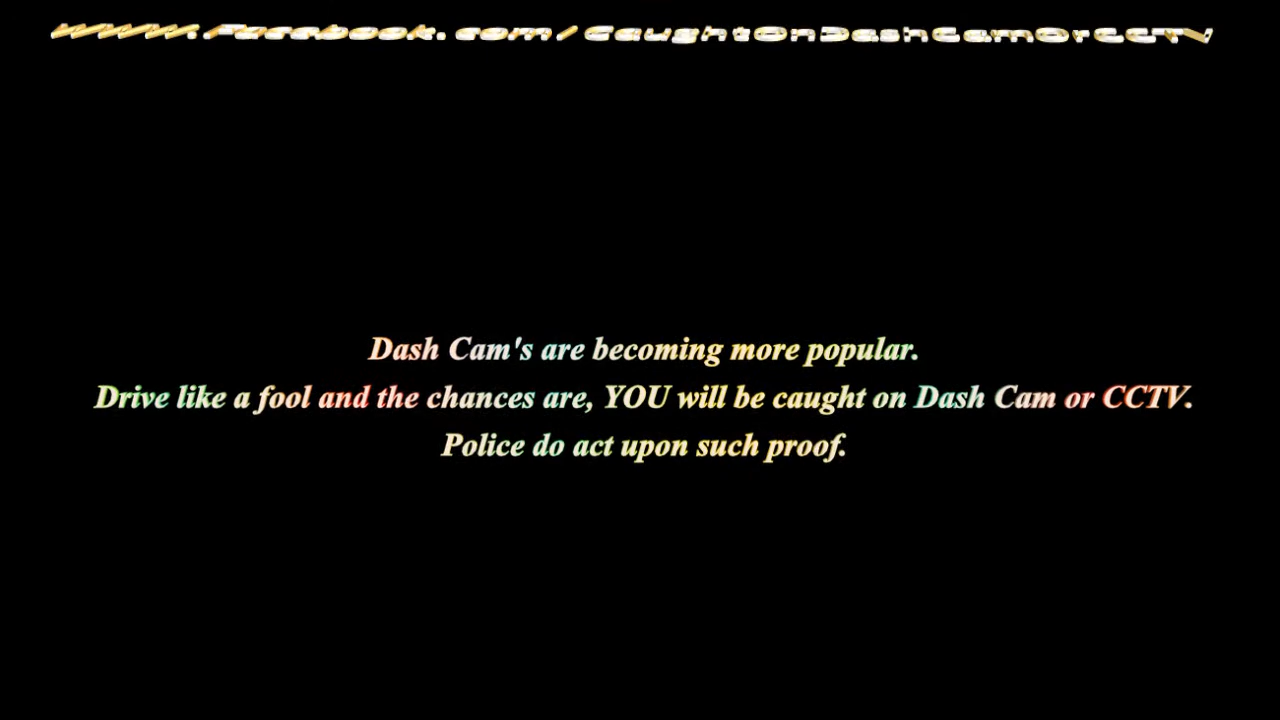 www.Facebook.com/CaughtOnDashCamOrCCTV
Dash Cam's are becoming more popular.
Drive like a fool and the chances are, YOU will be caught on Dash Cam or CCTV.
Police do act upon such proof.